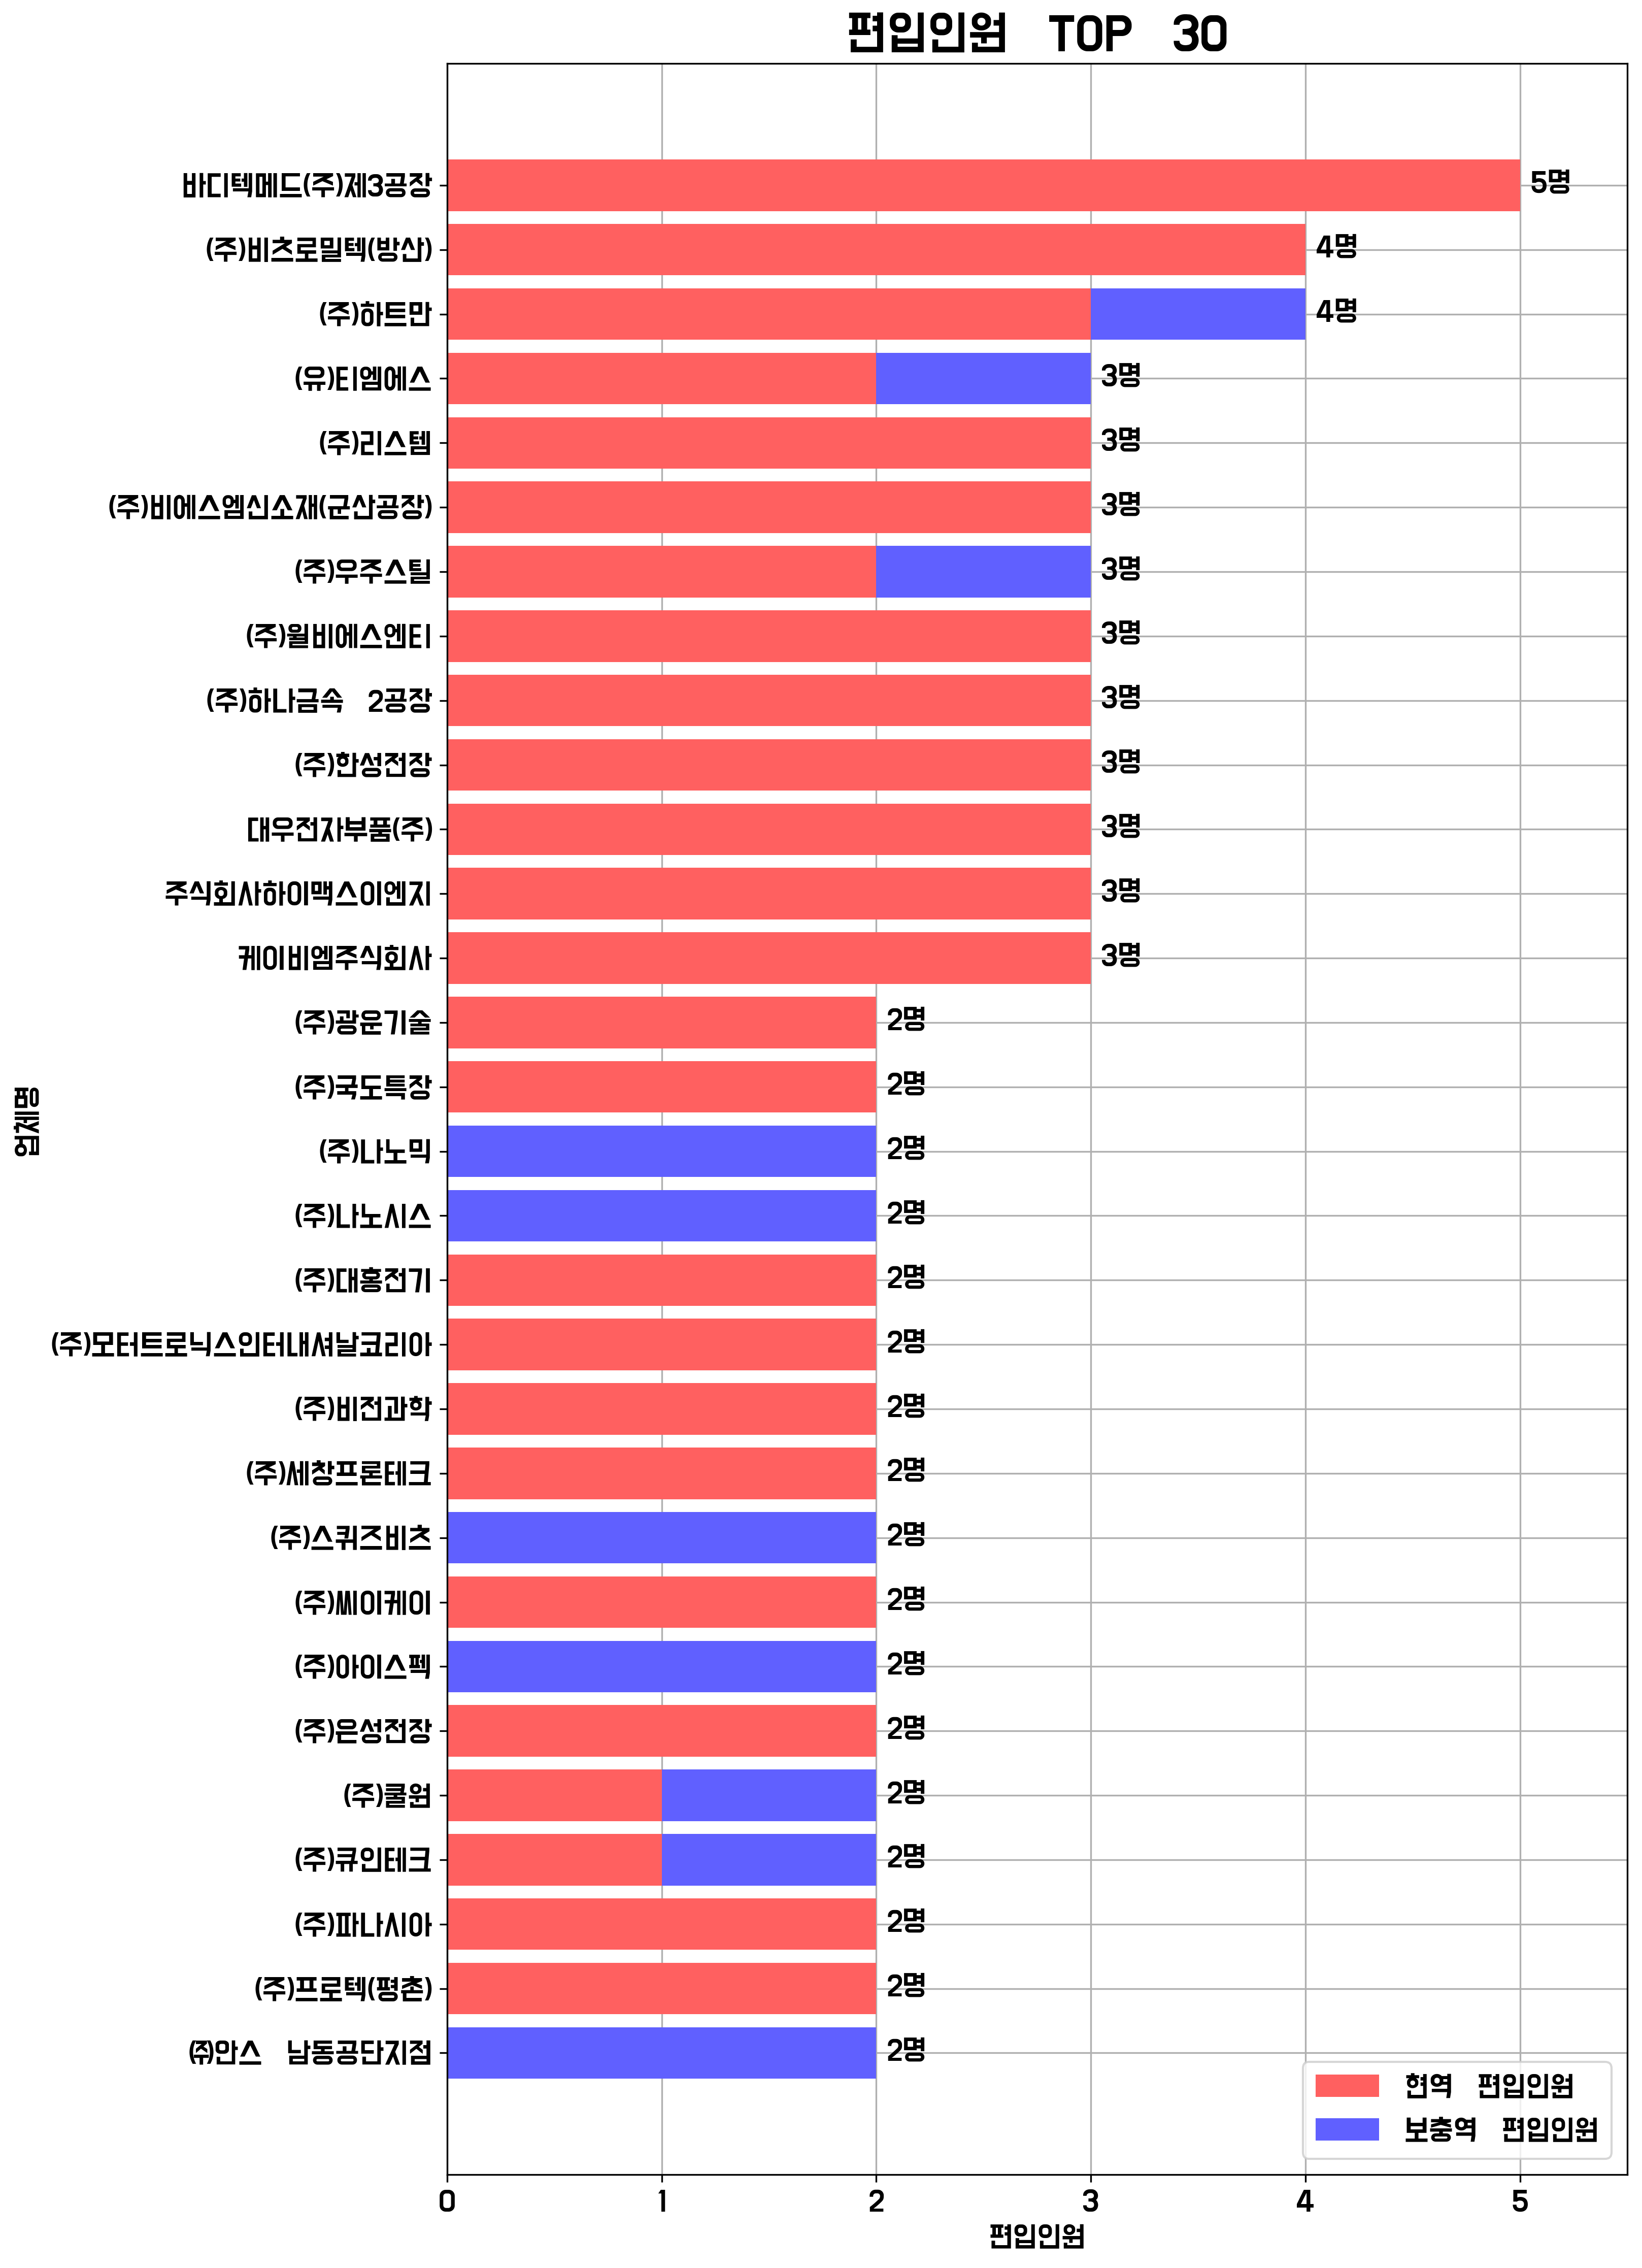 편입인원 TOP 30
바디텍메드(주)제3공장
5명
(주)비츠로밀텍(방산)
4명
(주)하트만
4명
(유)티엠에스
3명
(주)리스템
3명
(주)비에스엠신소재(군산공장)
3명
(주)우주스틸
3명
(주)윌비에스엔티
3명
(주)하나금속 2공장
3명
(주)한성전장
3명
대우전자부품(주)
3명
주식회사하이맥스이엔지
3명
케이비엠주식회사
3명
(주)광운기술
2명
(주)국도특장
2명
(주)나노믹
2명
(주)나노시스
2명
(주)대홍전기
2명
(주)모터트로닉스인터내셔날코리아
2명
(주)비전과학
2명
(주)세창프론테크
2명
(주)스퀴즈비츠
2명
(주)씨이케이
2명
(주)아이스펙
2명
(주)은성전장
2명
(주)쿨원
2명
(주)큐인테크
2명
(주)파나시아
2명
(주)프로텍(평촌)
2명
㈜안스 남동공단지점
2명
업체명
현역 편입인원
보충역 편입인원
0 1 2 3 4 5
편입인원